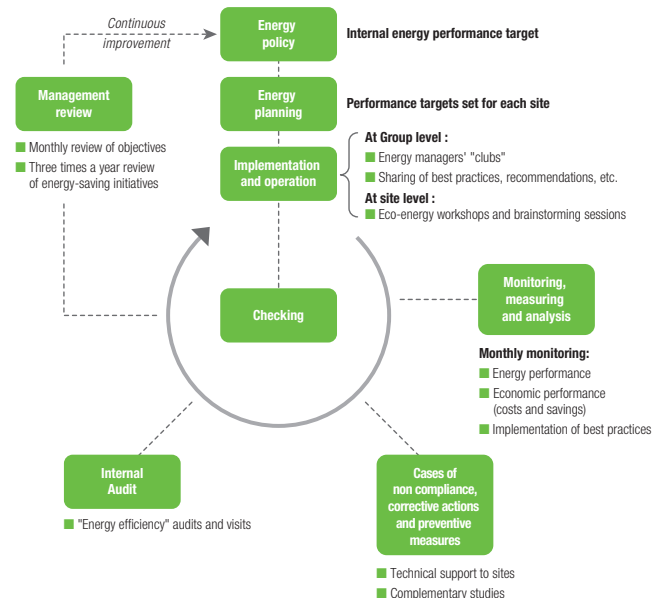 Continuous
improvement
Energy
policy
Internal energy performance target
Management
review
■ Monthly review of objectives
■ Three times a year review
of energy-saving initiatives
Energy
planning
Performance targets set for each site
Implementation
and operation
At Group level :
■ Energy managers' "clubs"
■ Sharing of best practices, recommendations, etc.
At site level :
■ Eco-energy workshops and brainstorming sessions
Checking
Monitoring,
measuring
and analysis
Monthly monitoring:
■ Energy performance
■ Economic performance
(costs and savings)
■ Implementation of best practices
Internal
Audit
■ "Energy efficiency" audits and visits
Cases of
non compliance,
corrective actions
and preventive
measures
■ Technical support to sites
■ Complementary studies